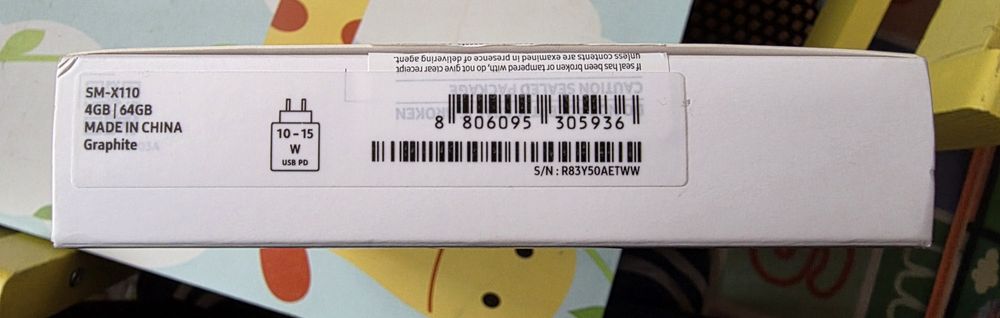 If seal has been broken or tampered with, do not give clear receipt
unless contents are examined in presence of delivering agent.
CAUTION SEALED PACKAGE
BROKEN
SM-X110
4GB | 64GB
MADE IN CHINA
Graphite
10 – 15
W
USB PD
8 806095 305936
S/N : R83Y50AETWW